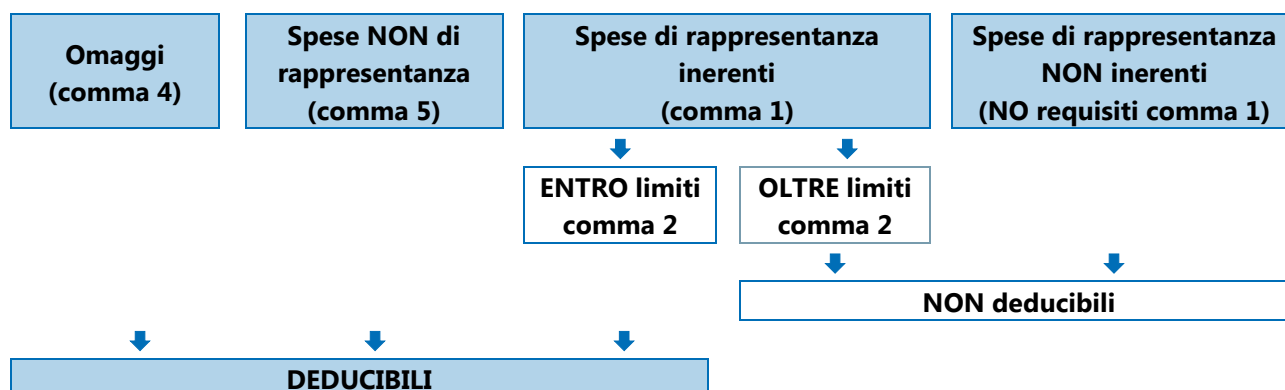 Omaggi
(comma 4)
Spese NON di
rappresentanza
(comma 5)
Spese di rappresentanza
inerenti
(comma 1)
Spese di rappresentanza
NON inerenti
(NO requisiti comma 1)
ENTRO limiti
comma 2
OLTRE limiti
comma 2
NON deducibili
DEDUCIBILI